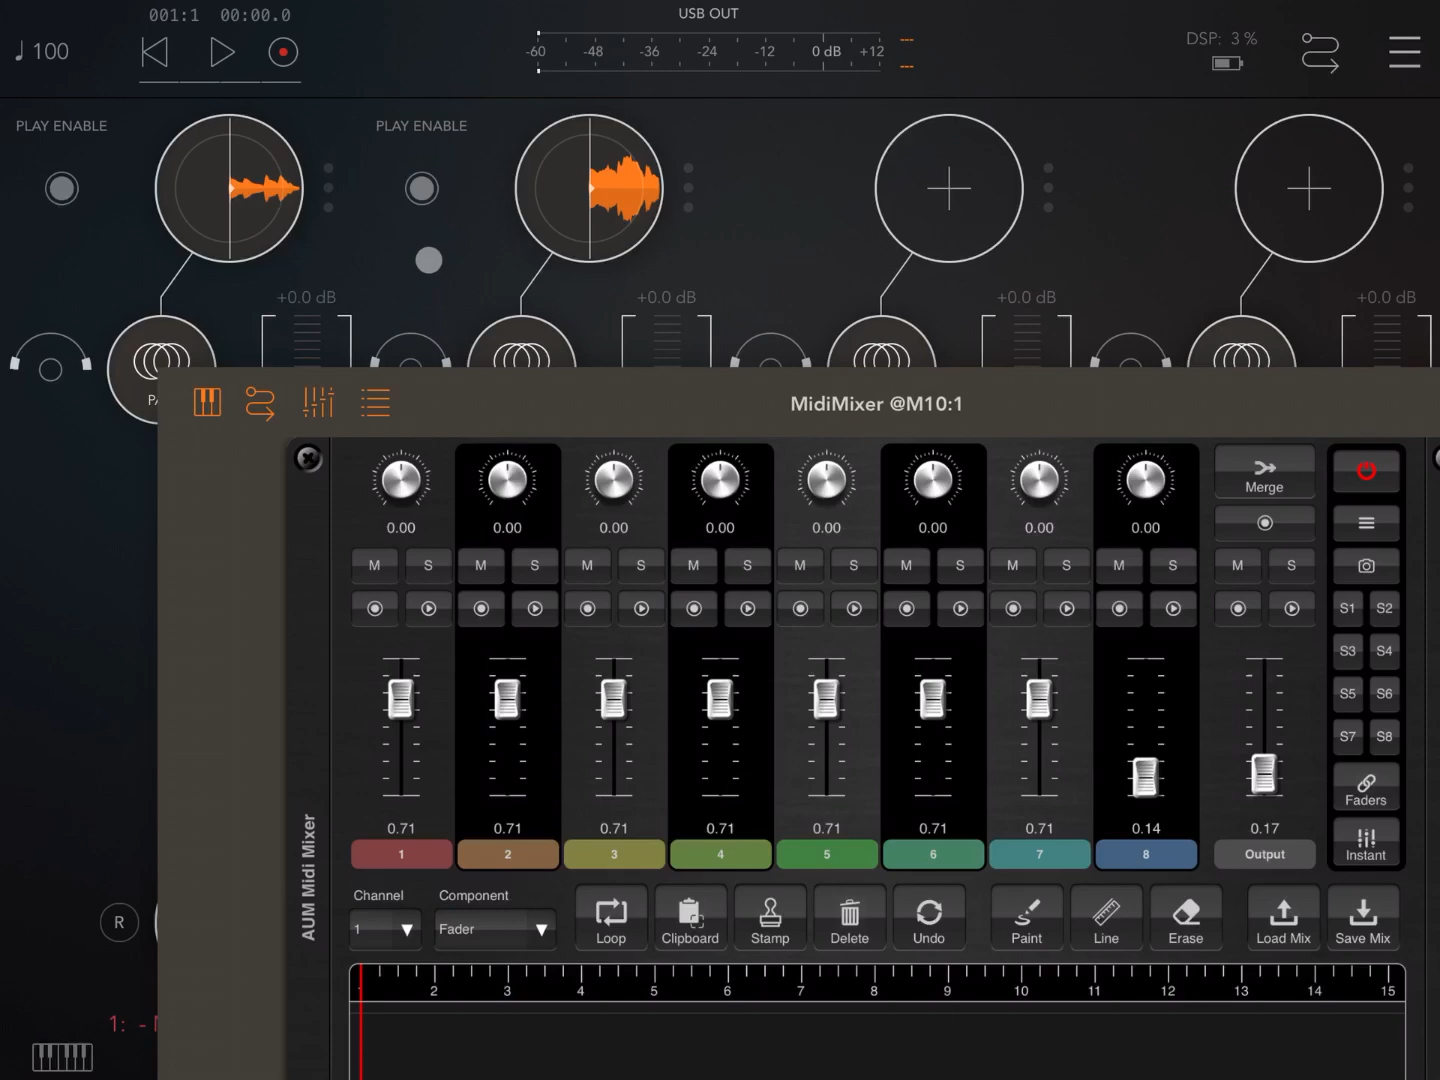 001:1 00:00.0
USB OUT
100
-60 -48 -36 -24 -12 0 dB +12 --- ---
DSP: 3 %
PLAY ENABLE PLAY ENABLE
+0.0 dB +0.0 dB +0.0 dB +0.0 dB
MidiMixer @M10:1
0.00 0.00 0.00 0.00 0.00 0.00 0.00 0.00
Merge
M S M S M S M S M S M S M S M S M S
S1 S2
S3 S4
S5 S6
S7 S8
Faders
Instant
0.71 0.71 0.71 0.71 0.71 0.71 0.71 0.14 0.17
1 2 3 4 5 6 7 8 Output
AUM Midi Mixer
Channel Component
1 Fader
Loop Clipboard Stamp Delete Undo Paint Line Erase Load Mix Save Mix
R
2 3 4 5 6 7 8 9 10 11 12 13 14 15
1: -